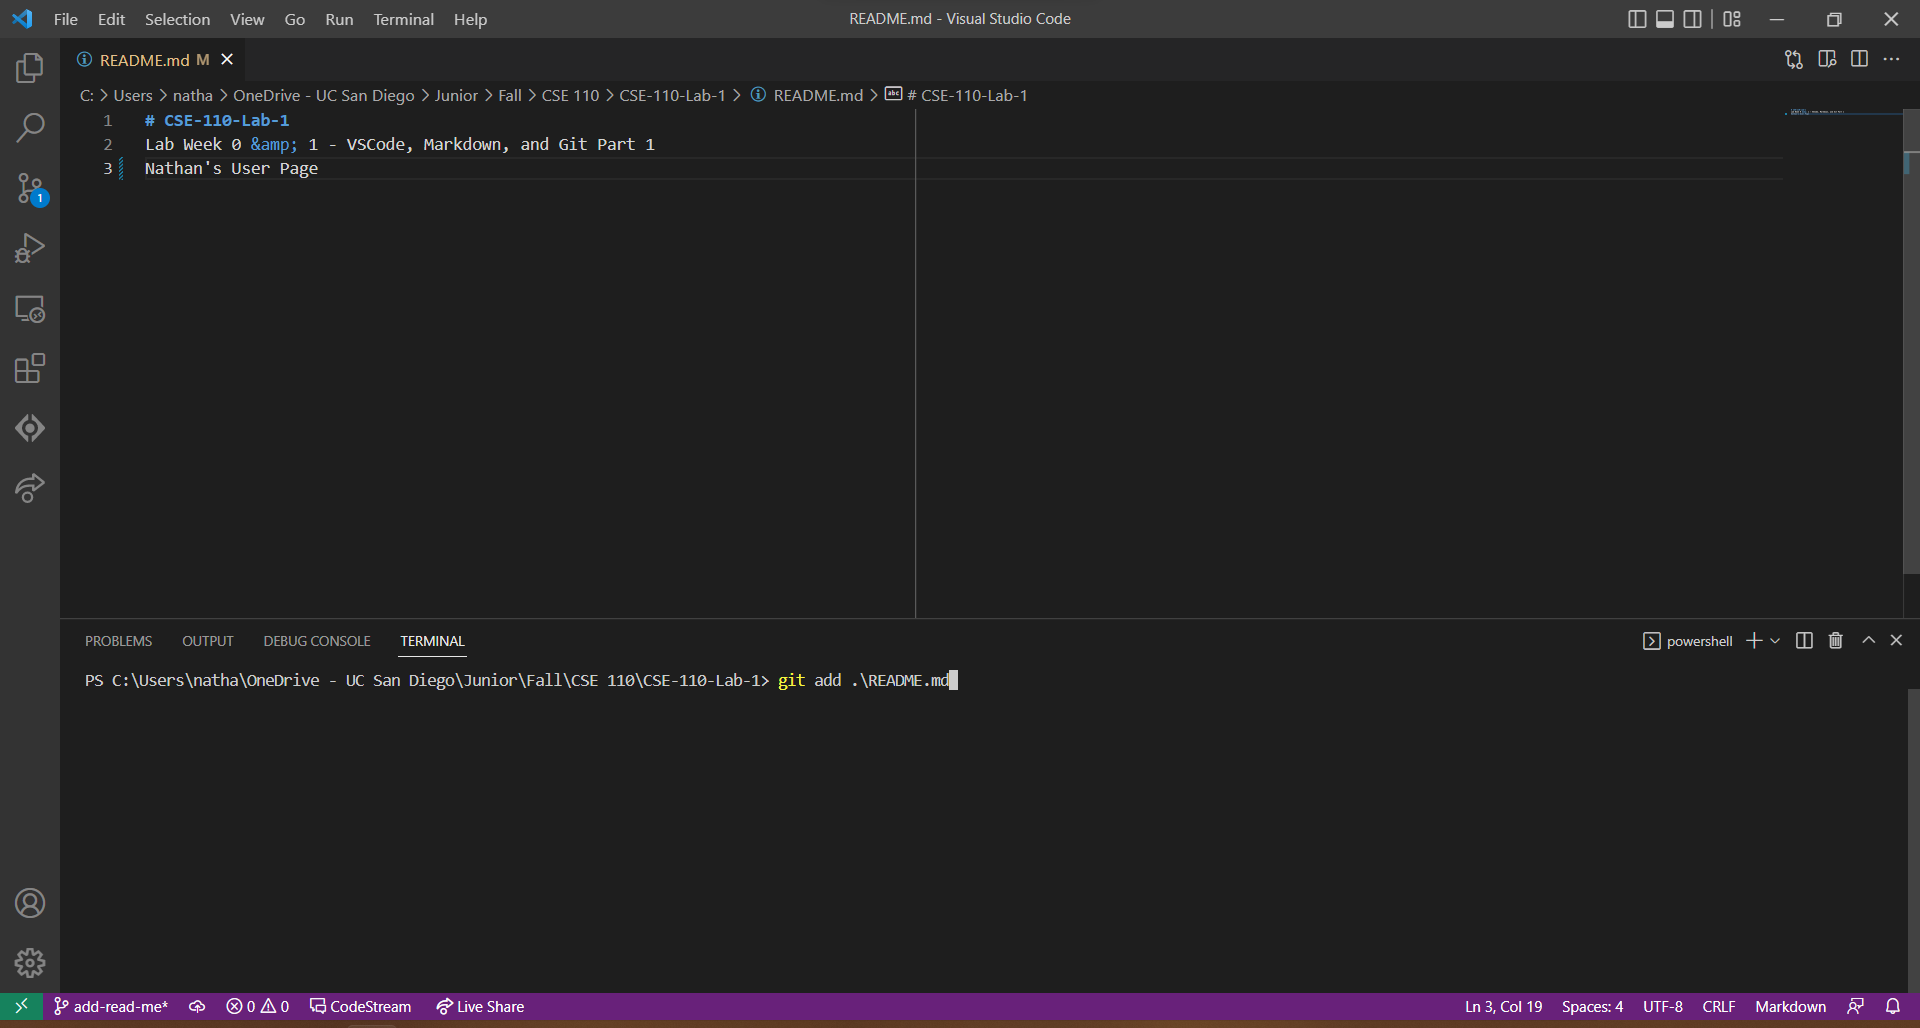 File Edit Selection View Go Run Terminal Help README.md - Visual Studio Code
README.md M
C: > Users > natha > OneDrive - UC San Diego > Junior > Fall > CSE 110 > CSE-110-Lab-1 > README.md > # CSE-110-Lab-1
1 # CSE-110-Lab-1
2 Lab Week 0 &amp; 1 - VSCode, Markdown, and Git Part 1
3 Nathan's User Page
1
PROBLEMS OUTPUT DEBUG CONSOLE TERMINAL powershell
PS C:\Users\natha\OneDrive - UC San Diego\Junior\Fall\CSE 110\CSE-110-Lab-1> git add .\README.md
add-read-me* 0 0 CodeStream Live Share Ln 3, Col 19 Spaces: 4 UTF-8 CRLF Markdown